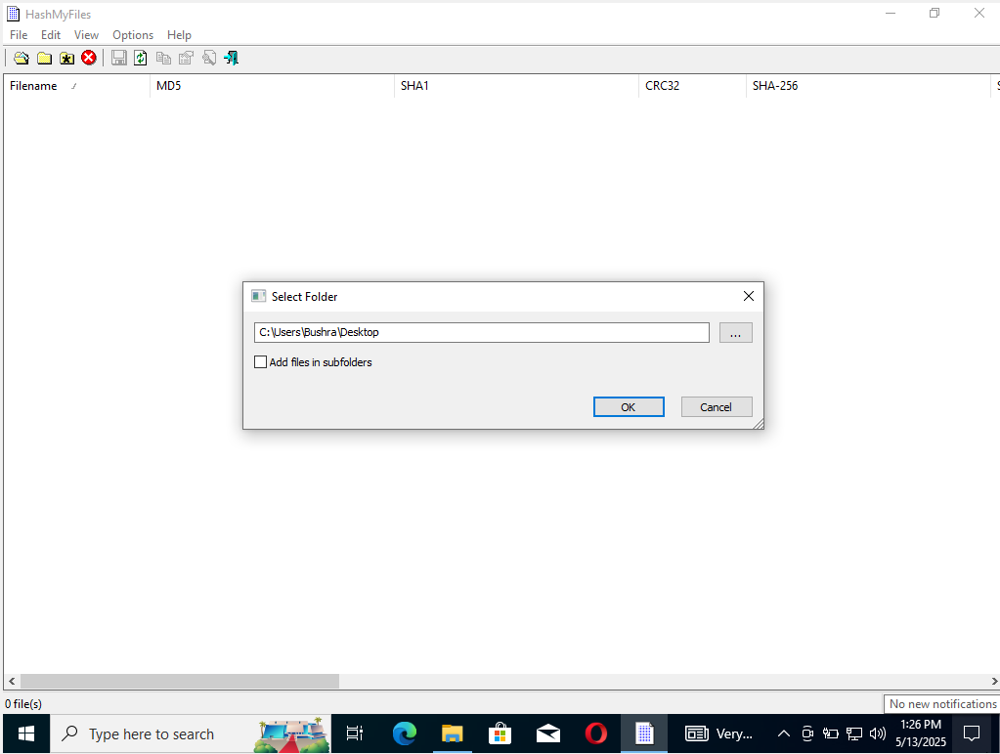 HashMyFiles
File Edit View Options Help
Filename MD5 SHA1 CRC32 SHA-256
Select Folder
C:\Users\Bushra\Desktop
...
Add files in subfolders
OK Cancel
0 file(s)
No new notifications
Type here to search
Very...
1:26 PM
5/13/2025